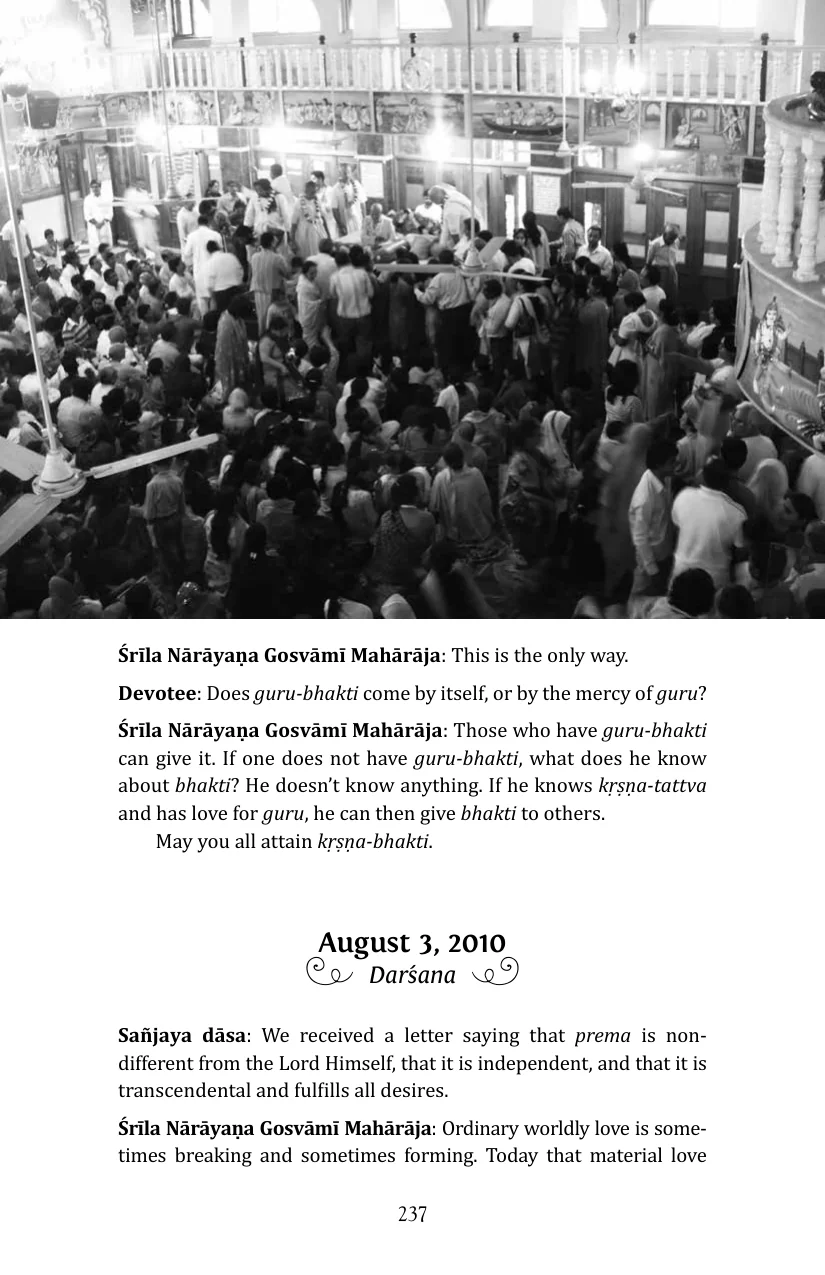 Śrīla Nārāyaṇa Gosvāmī Mahārāja: This is the only way.
Devotee: Does guru-bhakti come by itself, or by the mercy of guru?
Śrīla Nārāyaṇa Gosvāmī Mahārāja: Those who have guru-bhakti
can give it. If one does not have guru-bhakti, what does he know
about bhakti? He doesn’t know anything. If he knows kṛṣṇa-tattva
and has love for guru, he can then give bhakti to others.
May you all attain kṛṣṇa-bhakti.
August 3, 2010
Darśana
Sañjaya dāsa: We received a letter saying that prema is non-
different from the Lord Himself, that it is independent, and that it is
transcendental and fulfills all desires.
Śrīla Nārāyaṇa Gosvāmī Mahārāja: Ordinary worldly love is some-
times breaking and sometimes forming. Today that material love
237